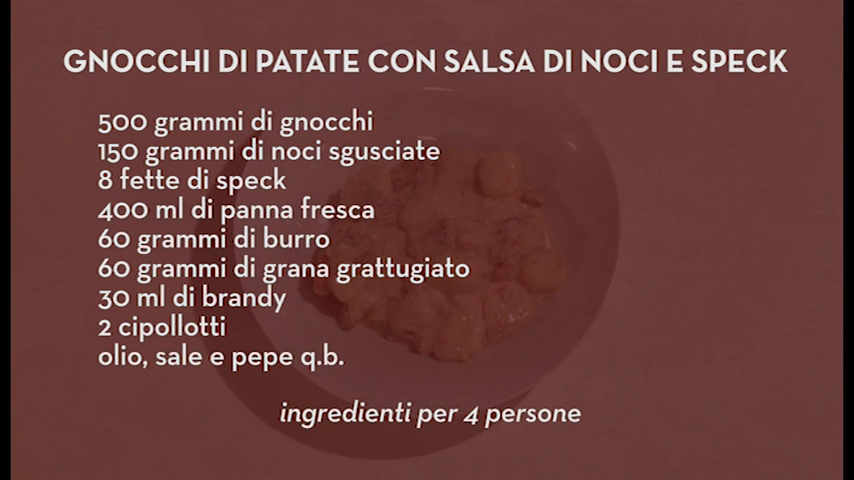 GNOCCHI DI PATATE CON SALSA DI NOCI E SPECK
500 grammi di gnocchi
150 grammi di noci sgusciate
8 fette di speck
400 ml di panna fresca
60 grammi di burro
60 grammi di grana grattugiato
30 ml di brandy
2 cipollotti
olio, sale e pepe q.b.
ingredienti per 4 persone